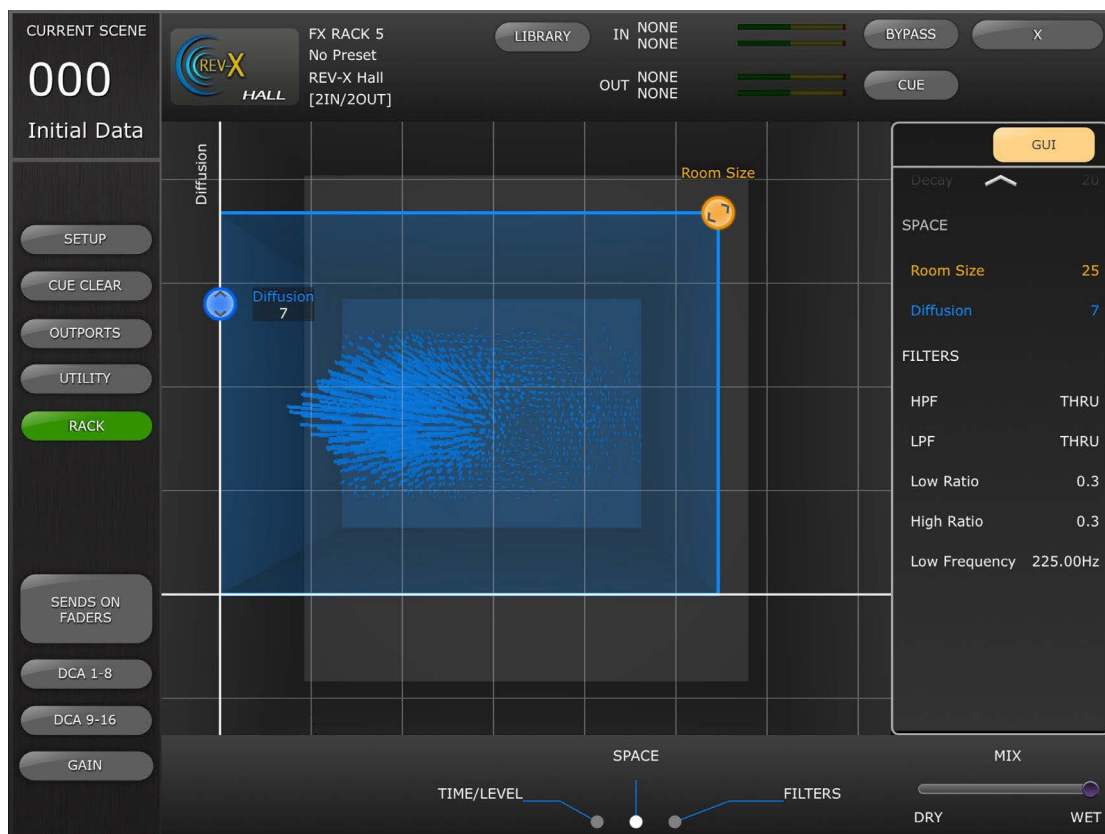 CURRENT SCENE
000
Initial Data
REV-X
HALL
FX RACK 5
No Preset
REV-X Hall
[2IN/2OUT]
LIBRARY
IN NONE
NONE
OUT NONE
NONE
BYPASS
X
CUE
SETUP
CUE CLEAR
OUTPORTS
UTILITY
RACK
SENDS ON
FADERS
DCA 1-8
DCA 9-16
GAIN
Diffusion
Room Size
Diffusion
7
GUI
Decay 20
SPACE
Room Size 25
Diffusion 7
FILTERS
HPF THRU
LPF THRU
Low Ratio 0.3
High Ratio 0.3
Low Frequency 225.00Hz
SPACE
TIME/LEVEL
FILTERS
MIX
DRY WET